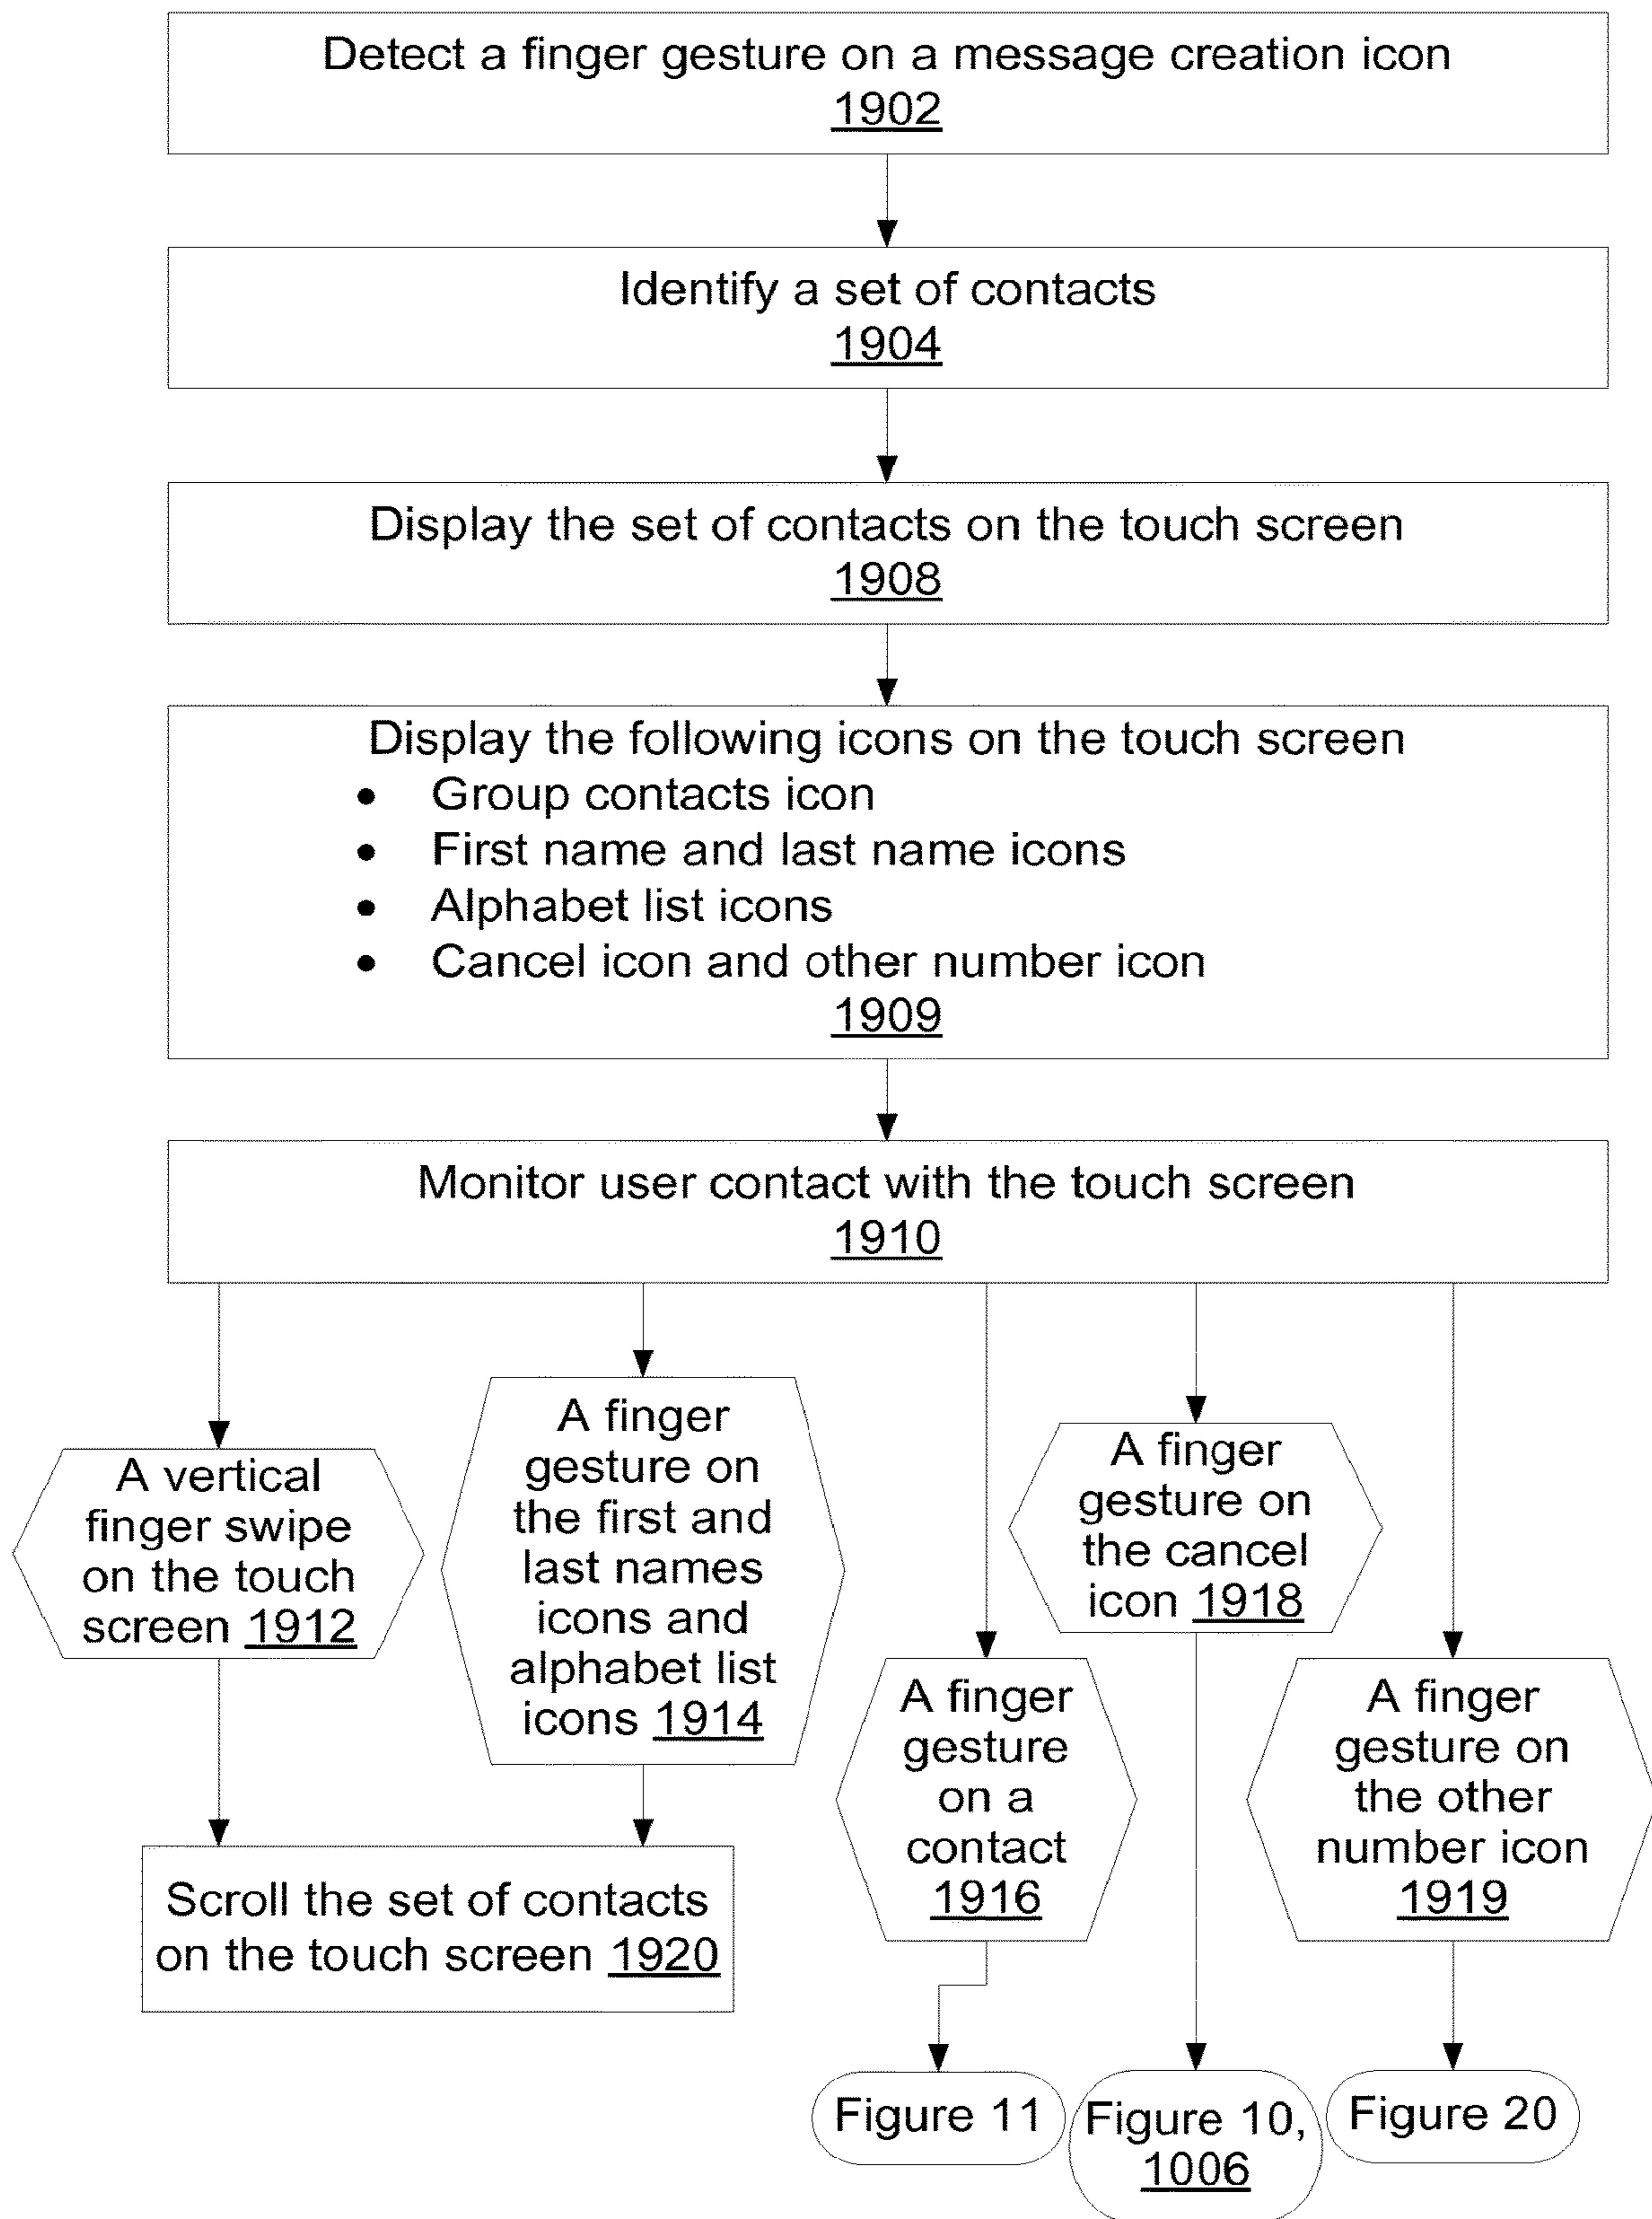 Detect a finger gesture on a message creation icon
1902
Identify a set of contacts
1904
Display the set of contacts on the touch screen
1908
Display the following icons on the touch screen
• Group contacts icon
• First name and last name icons
• Alphabet list icons
• Cancel icon and other number icon
1909
Monitor user contact with the touch screen
1910
A vertical
finger swipe
on the touch
screen 1912
A finger
gesture on
the first and
last names
icons and
alphabet list
icons 1914
A finger
gesture
on a
contact
1916
A finger
gesture on
the cancel
icon 1918
A finger
gesture on
the other
number icon
1919
Scroll the set of contacts
on the touch screen 1920
Figure 11
Figure 10,
1006
Figure 20